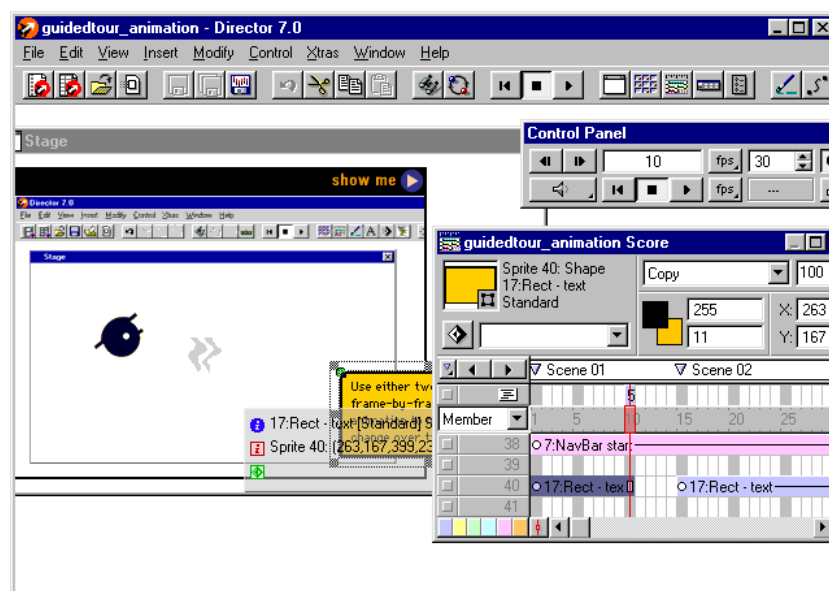 guidedtour_animation - Director 7.0
File Edit View Insert Modify Control Xtras Window Help
Stage
Control Panel
10 fps 30
fps ---
show me
Director 7.0
File Edit View Insert Modify Control Xtras Window Help
Stage
Use either tw
frame-by-fra
change over t
17:Rect - text [Standard] S
Sprite 40: (263,167,399,23
guidedtour_animation Score
Sprite 40: Shape
17:Rect - text
Standard
Copy 100
255 X: 263
11 Y: 167
Scene 01 Scene 02
5
Member 1 5 10 15 20 25
38 7:NavBar start
39
40 17:Rect - tex 17:Rect - text
41